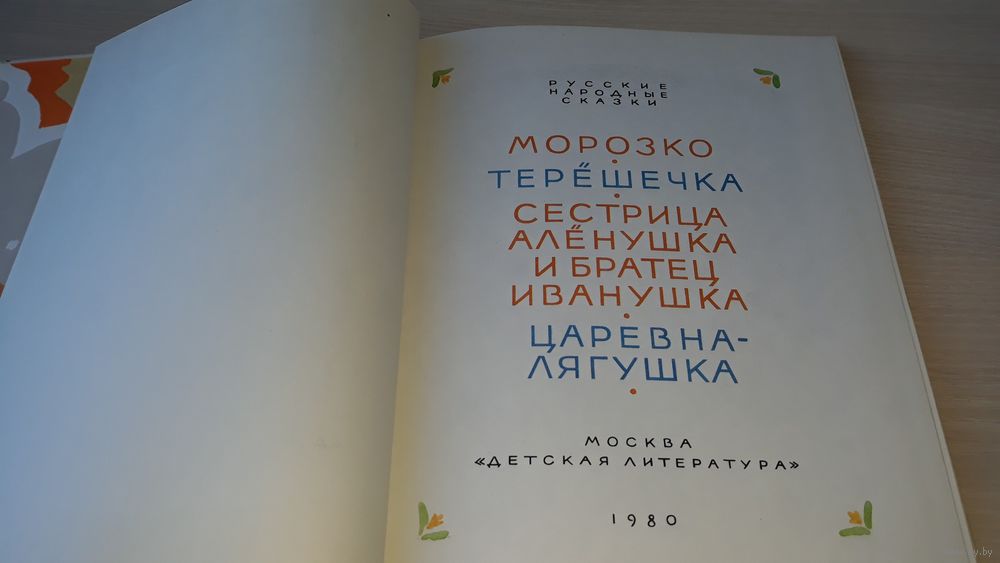 РУССКИЕ
НАРОДНЫЕ
СКАЗКИ
МОРОЗКО
ТЕРЁШЕЧКА
СЕСТРИЦА
АЛЁНУШКА
И БРАТЕЦ
ИВАНУШКА
ЦАРЕВНА-
ЛЯГУШКА
МОСКВА
«ДЕТСКАЯ ЛИТЕРАТУРА»
1980